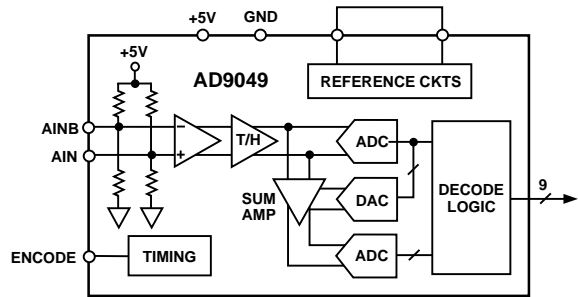 +5V
GND
+5V
AD9049
REFERENCE CKTS
AINB
−
T/H
ADC
AIN
+
SUM
AMP
DAC
DECODE
LOGIC
9
ADC
ENCODE
TIMING